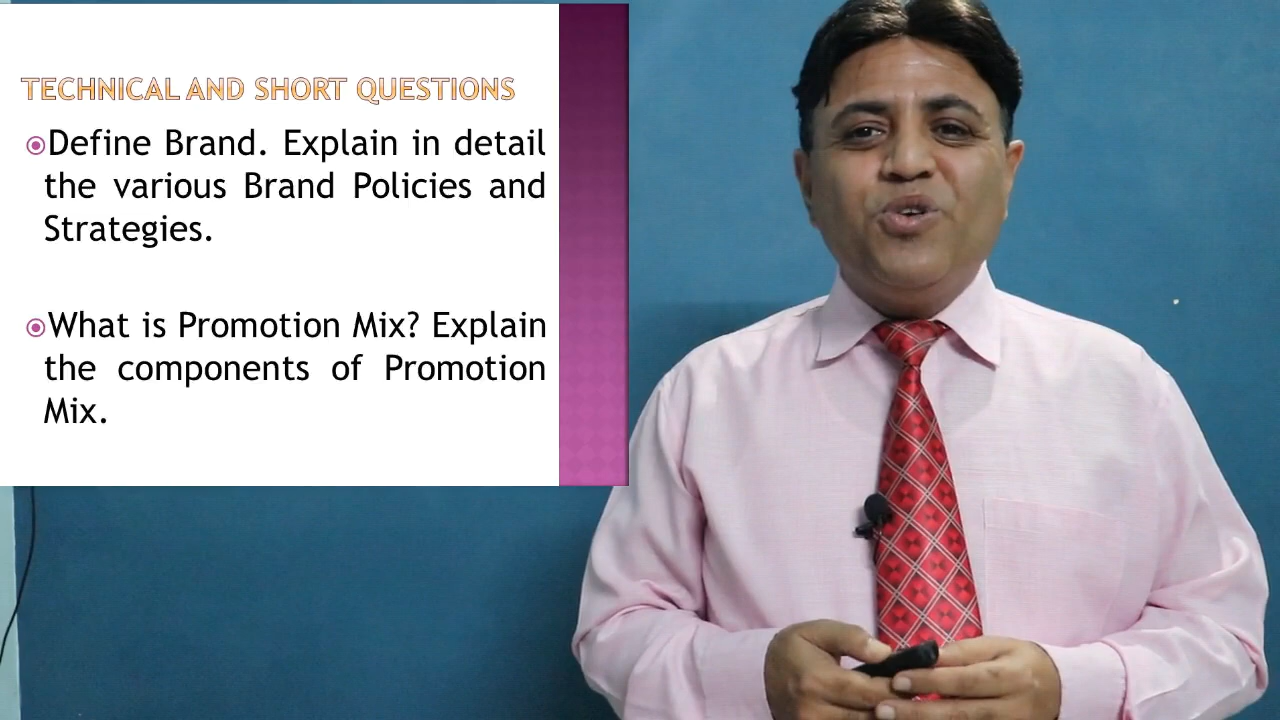 TECHNICAL AND SHORT QUESTIONS
Define Brand. Explain in detail
the various Brand Policies and
Strategies.
What is Promotion Mix? Explain
the components of Promotion
Mix.